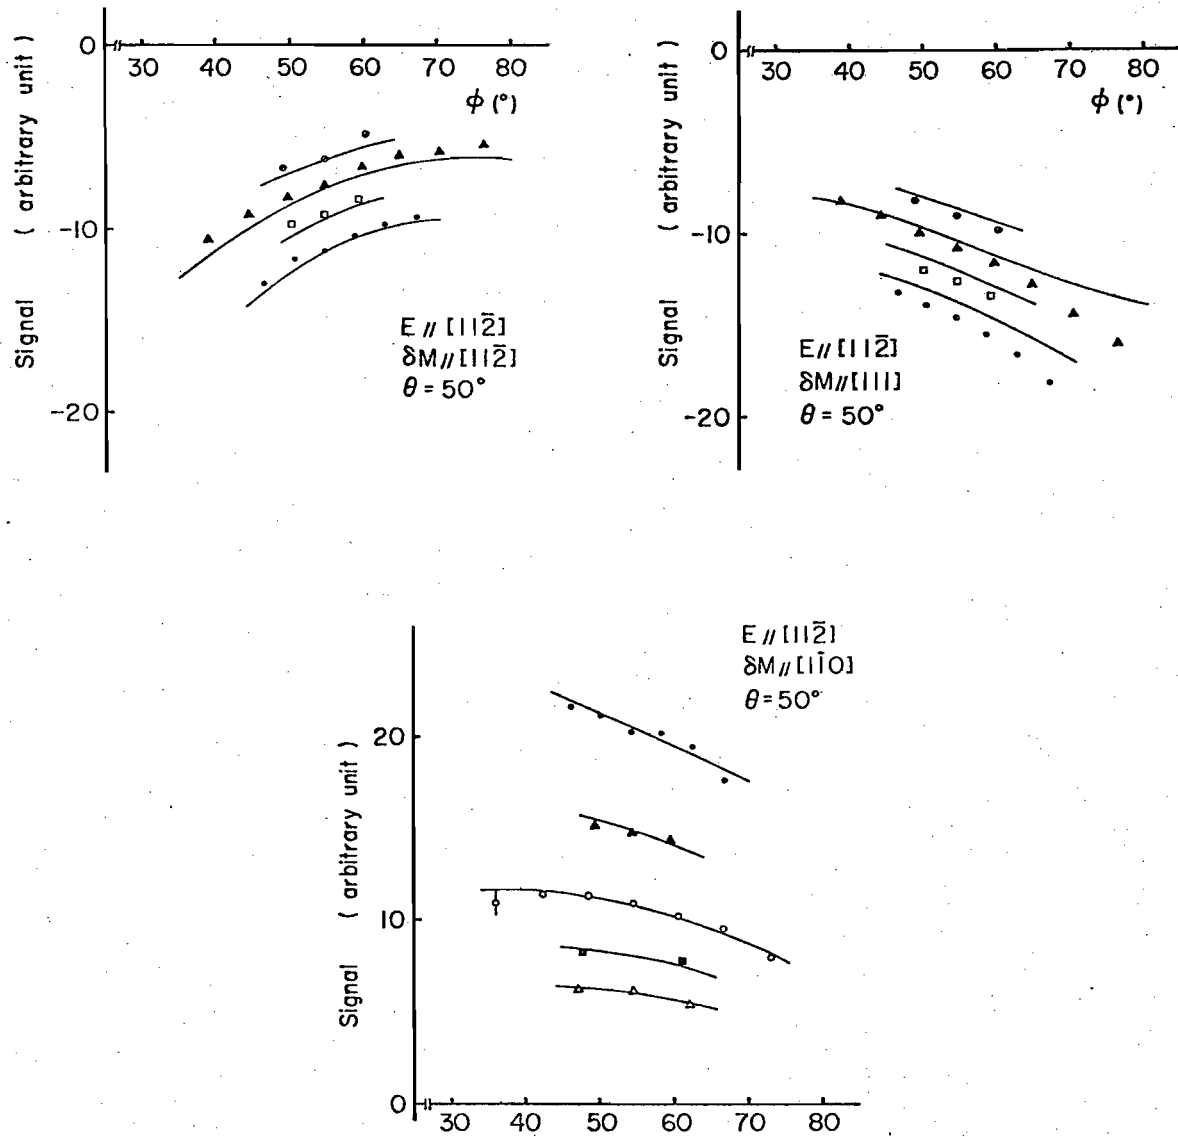 0
30 40 50 60 70 80
ϕ (°)
-10
-20
Signal ( arbitrary unit )
E // [112̄]
δM // [112̄]
θ = 50°
0
30 40 50 60 70 80
ϕ (°)
-10
-20
Signal ( arbitrary unit )
E // [112̄]
δM // [111]
θ = 50°
E // [112̄]
δM // [11̄0]
θ = 50°
20
10
0
30 40 50 60 70 80
Signal ( arbitrary unit )